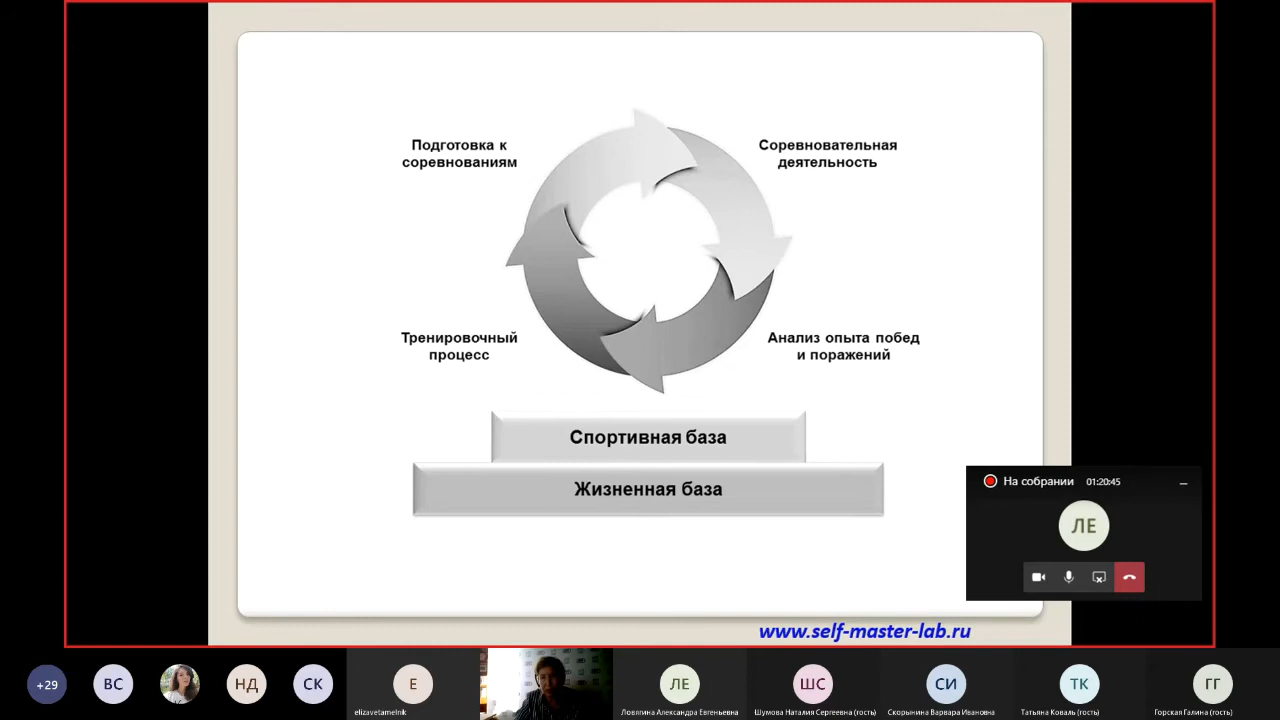 Подготовка к
соревнованиям
Соревновательная
деятельность
Тренировочный
процесс
Анализ опыта побед
и поражений
Спортивная база
Жизненная база
На собрании 01:20:45
ЛЕ
www.self-master-lab.ru
+29
ВС
НД
СК
E
elizavetamelnik
ЛЕ
Ловягина Александра Евгеньевна
ШС
Шумова Наталия Сергеевна (гость)
СИ
Скорынина Варвара Ивановна
ТК
Татьяна Коваль (гость)
ГГ
Горская Галина (гость)